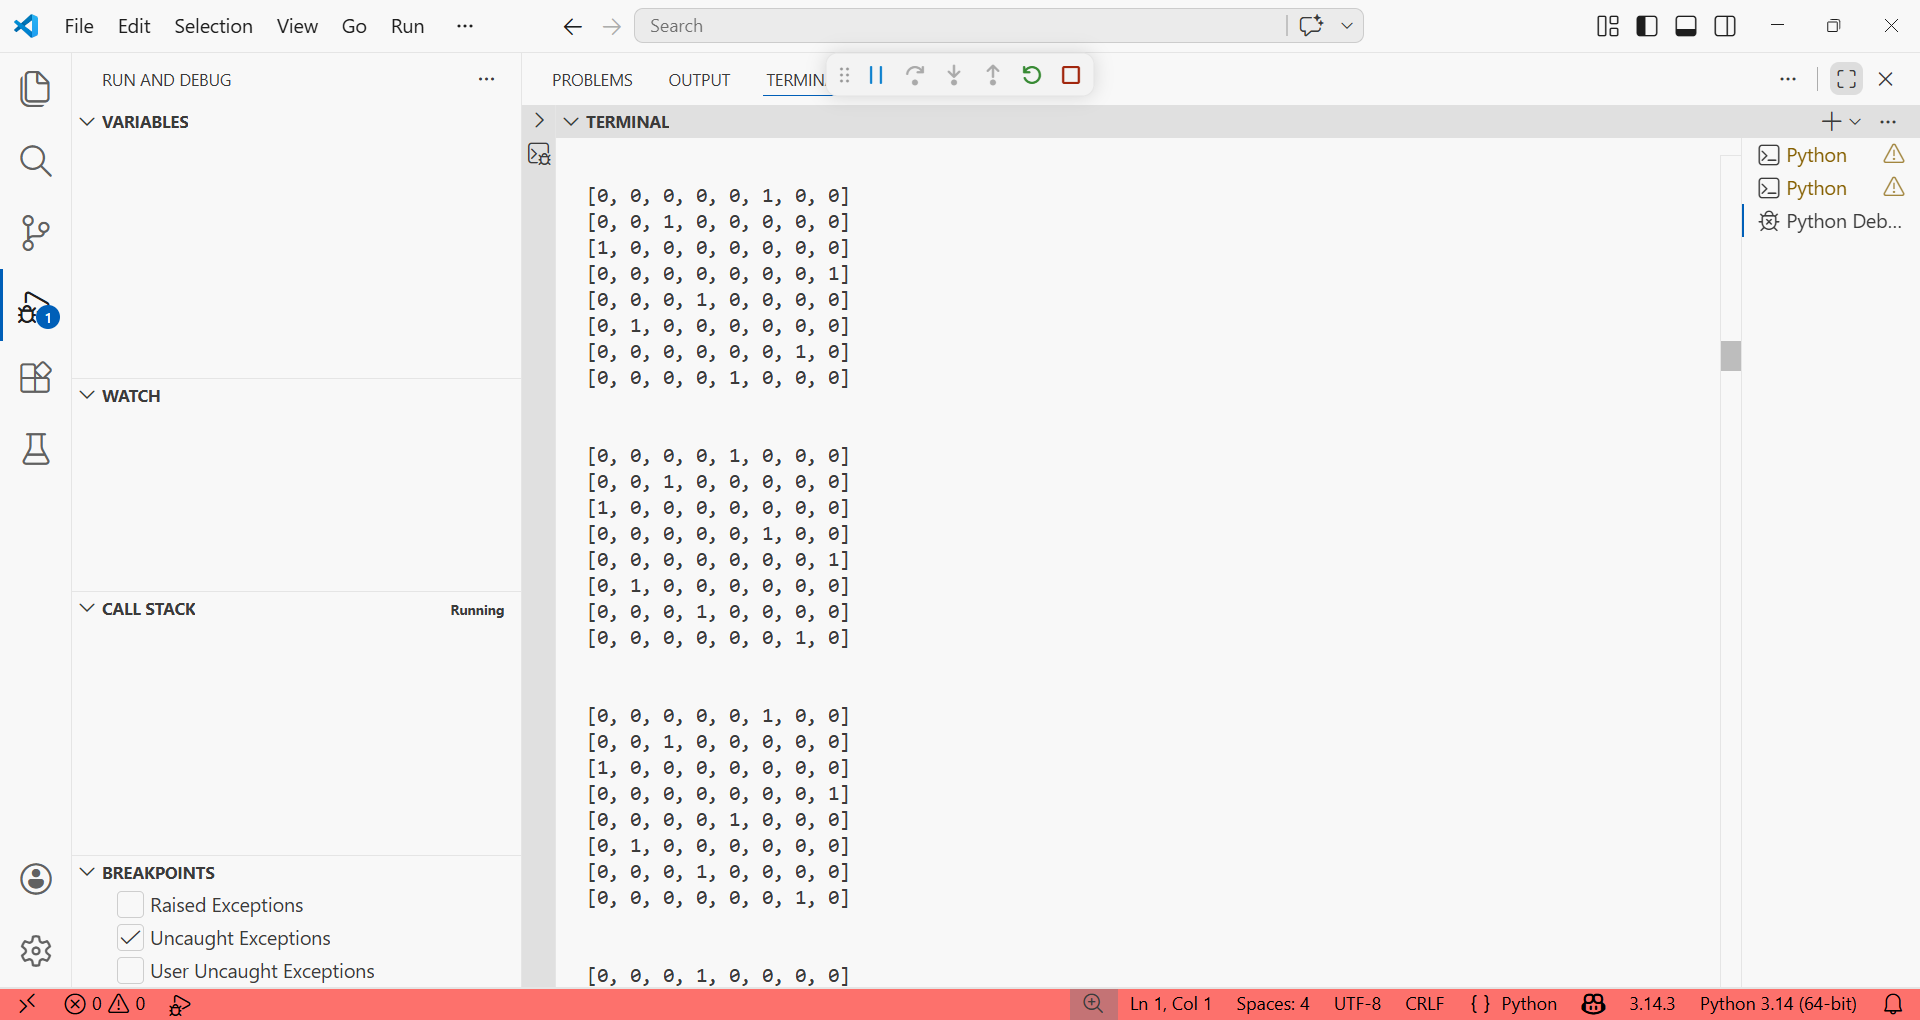 File Edit Selection View Go Run ···
Search
RUN AND DEBUG
VARIABLES
WATCH
CALL STACK
Running
BREAKPOINTS
Raised Exceptions
Uncaught Exceptions
User Uncaught Exceptions
1
PROBLEMS OUTPUT TERMIN
TERMINAL
[0, 0, 0, 0, 0, 1, 0, 0]
[0, 0, 1, 0, 0, 0, 0, 0]
[1, 0, 0, 0, 0, 0, 0, 0]
[0, 0, 0, 0, 0, 0, 0, 1]
[0, 0, 0, 1, 0, 0, 0, 0]
[0, 1, 0, 0, 0, 0, 0, 0]
[0, 0, 0, 0, 0, 0, 1, 0]
[0, 0, 0, 0, 1, 0, 0, 0]
[0, 0, 0, 0, 1, 0, 0, 0]
[0, 0, 1, 0, 0, 0, 0, 0]
[1, 0, 0, 0, 0, 0, 0, 0]
[0, 0, 0, 0, 0, 1, 0, 0]
[0, 0, 0, 0, 0, 0, 0, 1]
[0, 1, 0, 0, 0, 0, 0, 0]
[0, 0, 0, 1, 0, 0, 0, 0]
[0, 0, 0, 0, 0, 0, 1, 0]
[0, 0, 0, 0, 0, 1, 0, 0]
[0, 0, 1, 0, 0, 0, 0, 0]
[1, 0, 0, 0, 0, 0, 0, 0]
[0, 0, 0, 0, 0, 0, 0, 1]
[0, 0, 0, 0, 1, 0, 0, 0]
[0, 1, 0, 0, 0, 0, 0, 0]
[0, 0, 0, 1, 0, 0, 0, 0]
[0, 0, 0, 0, 0, 0, 1, 0]
[0, 0, 0, 1, 0, 0, 0, 0]
Python
Python
Python Deb...
0 0
Ln 1, Col 1 Spaces: 4 UTF-8 CRLF { } Python 3.14.3 Python 3.14 (64-bit)